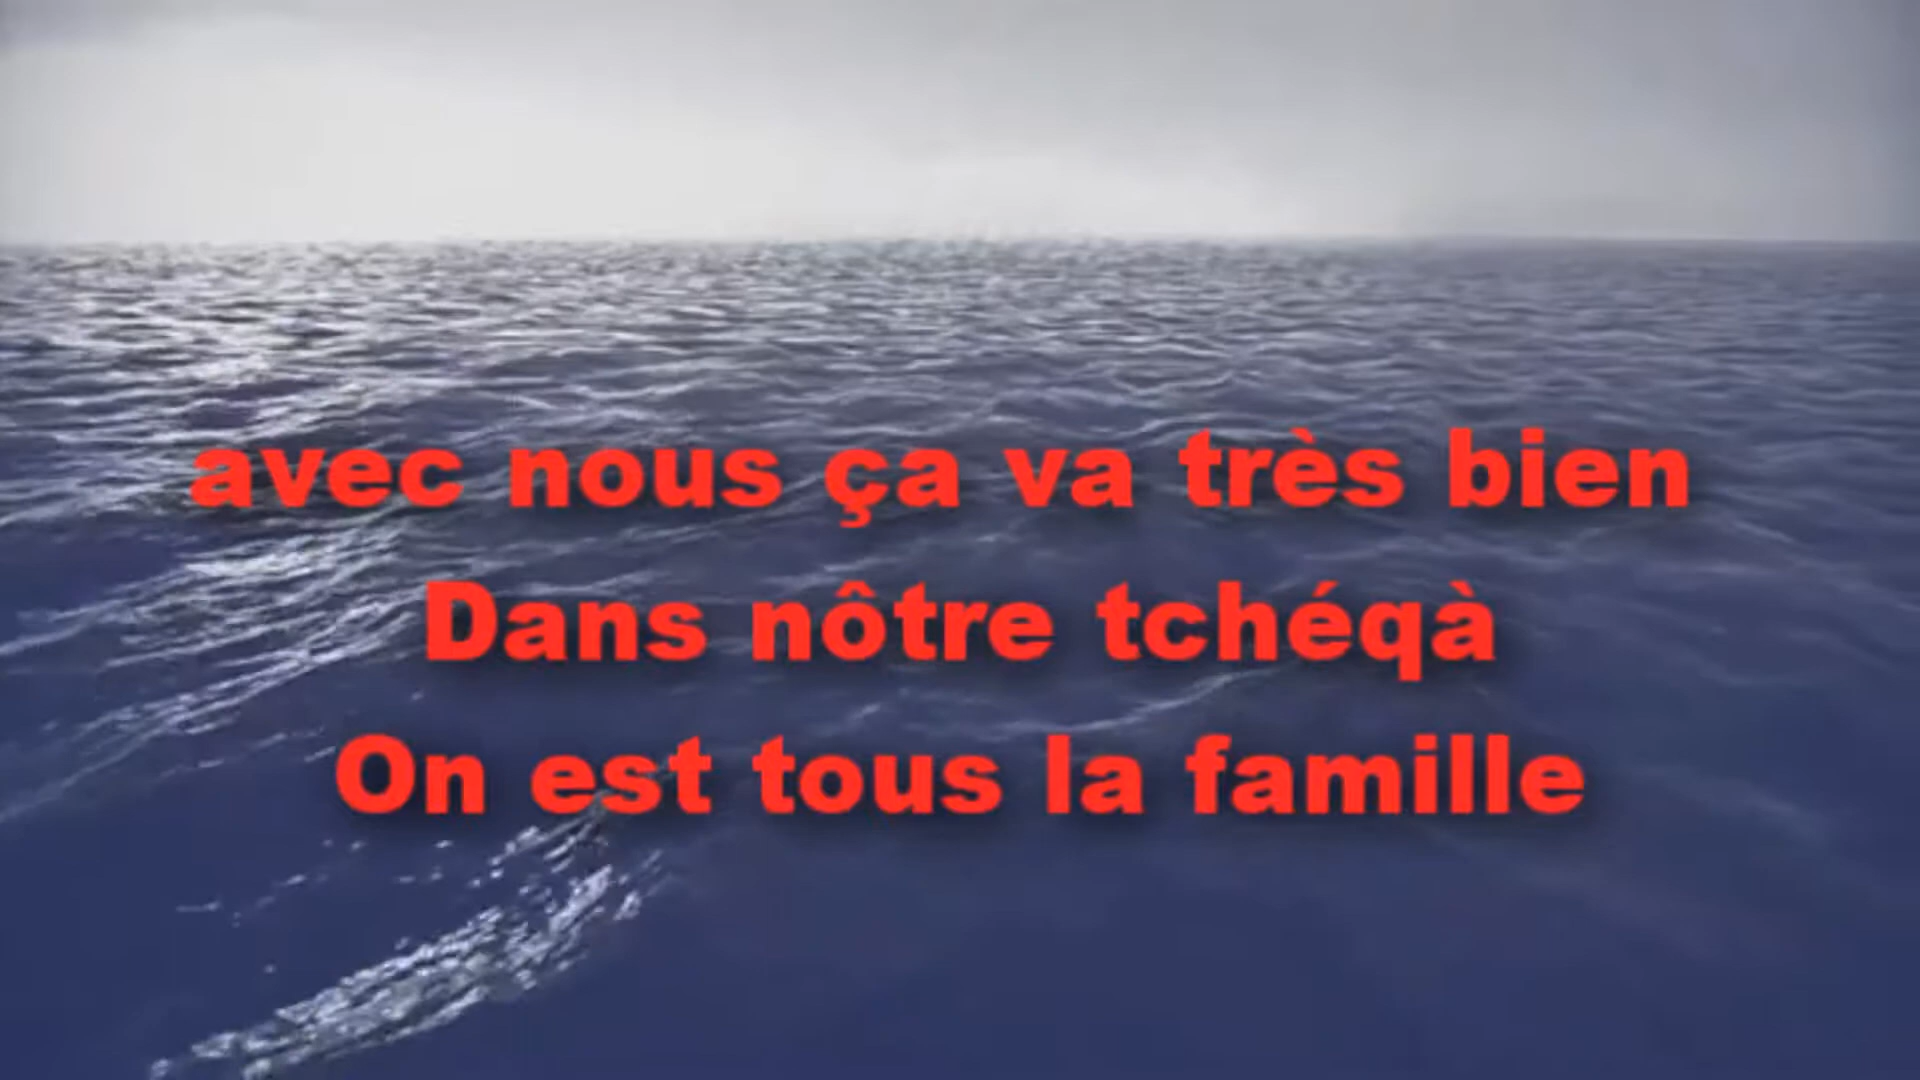 avec nous ça va très bien
Dans nôtre tchéqà
On est tous la famille